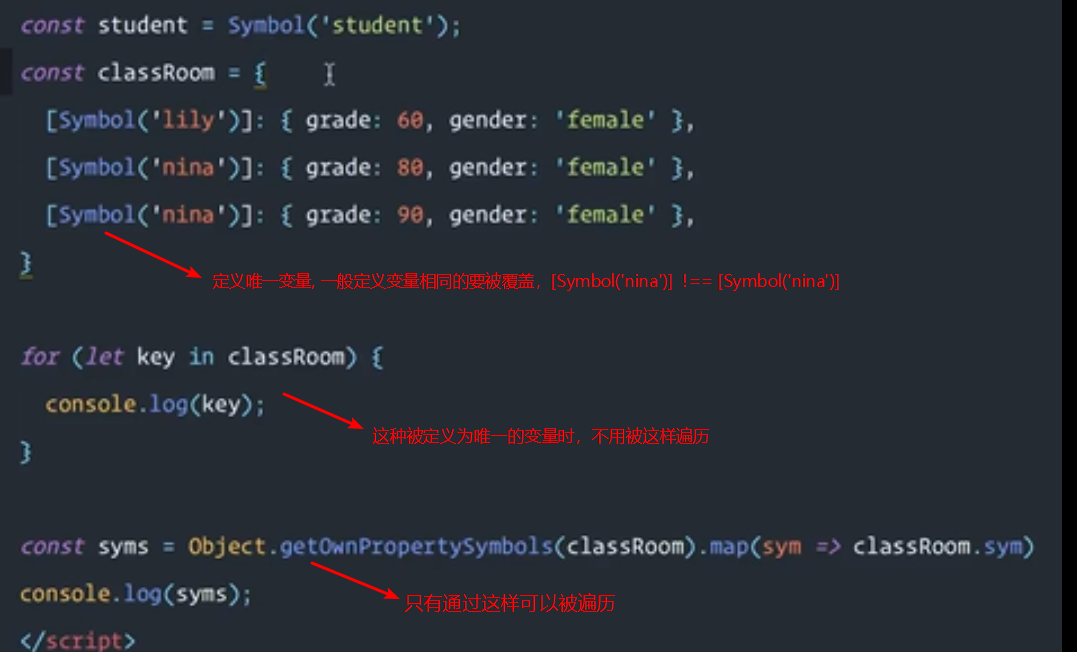 const student = Symbol('student');
const classRoom = {
[Symbol('lily')]: { grade: 60, gender: 'female' },
[Symbol('nina')]: { grade: 80, gender: 'female' },
[Symbol('nina')]: { grade: 90, gender: 'female' },
}
定义唯一变量, 一般定义变量相同的要被覆盖，[Symbol('nina')] !== [Symbol('nina')]
for (let key in classRoom) {
console.log(key);
这种被定义为唯一的变量时，不用被这样遍历
}
const syms = Object.getOwnPropertySymbols(classRoom).map(sym => classRoom.sym)
console.log(syms);
只有通过这样可以被遍历
</script>